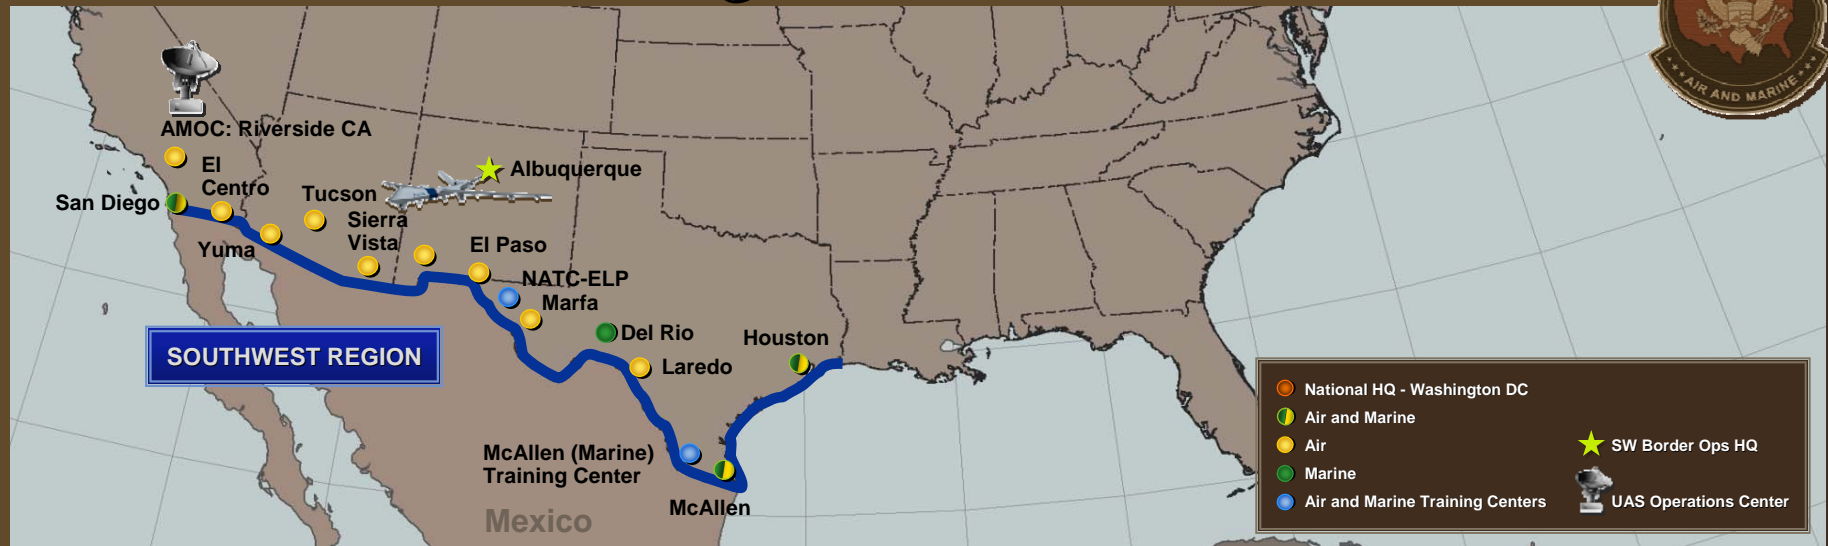 AIR AND MARINE
AMOC: Riverside CA
El
Centro
San Diego
Yuma
Tucson
Sierra
Vista
Albuquerque
El Paso
NATC-ELP
Marfa
Del Rio
Laredo
Houston
SOUTHWEST REGION
McAllen (Marine)
Training Center
McAllen
Mexico
National HQ - Washington DC
Air and Marine
Air
Marine
Air and Marine Training Centers
SW Border Ops HQ
UAS Operations Center